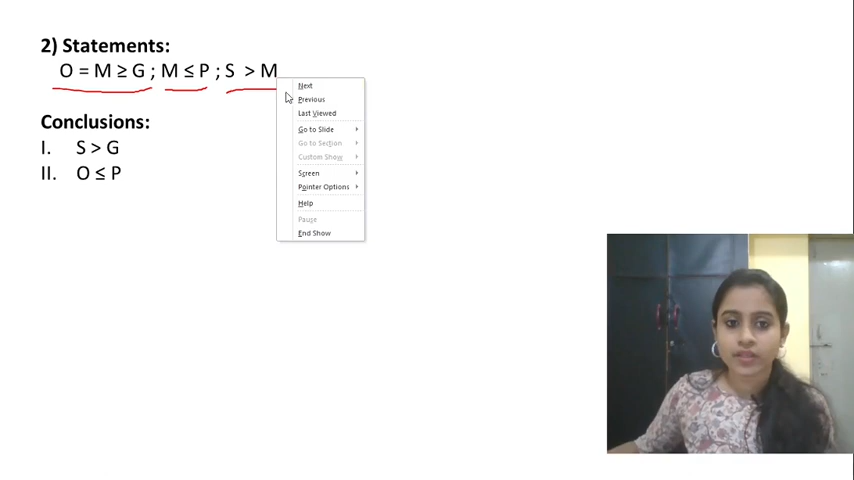 2) Statements:
O = M ≥ G ; M ≤ P ; S > M
Conclusions:
I. S > G
II. O ≤ P
Next
Previous
Last Viewed
Go to Slide
Go to Section
Custom Show
Screen
Pointer Options
Help
Pause
End Show